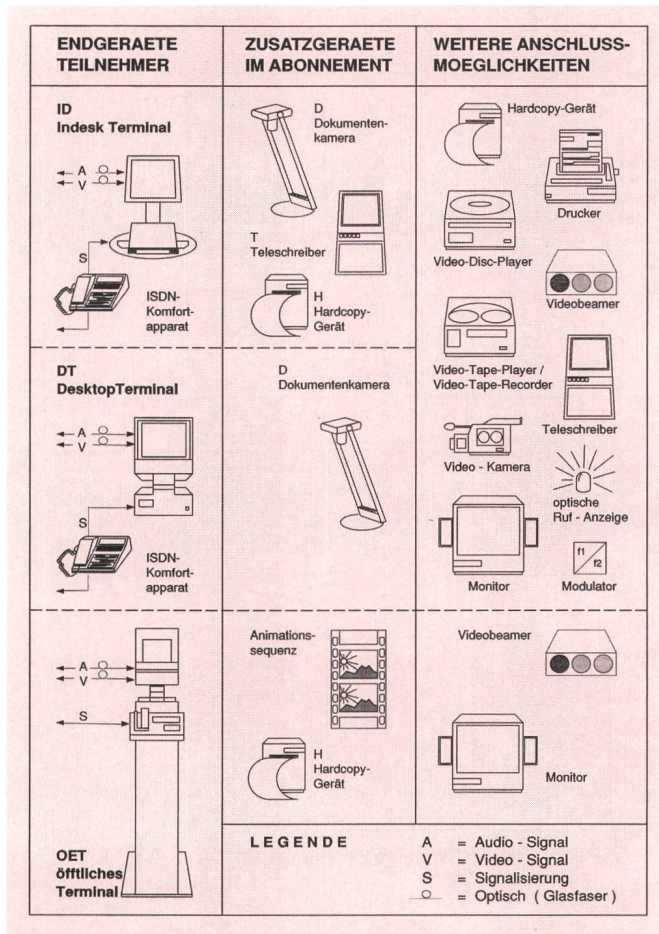 ENDGERAETE
TEILNEHMER
ZUSATZGERAETE
IM ABONNEMENT
WEITERE ANSCHLUSS-
MOEGLICHKEITEN
ID
Indesk Terminal
A
V
S
ISDN-
Komfort-
apparat
D
Dokumenten-
kamera
T
Teleschreiber
H
Hardcopy-
Gerät
Hardcopy-Gerät
Drucker
Video-Disc-Player
Videobeamer
Video-Tape-Player /
Video-Tape-Recorder
Teleschreiber
Video - Kamera
optische
Ruf - Anzeige
Monitor
f1
f2
Modulator
DT
DesktopTerminal
A
V
S
ISDN-
Komfort-
apparat
D
Dokumentenkamera
A
V
S
OET
öfftliches
Terminal
Animations-
sequenz
H
Hardcopy-
Gerät
Videobeamer
Monitor
LEGENDE
A = Audio - Signal
V = Video - Signal
S = Signalisierung
= Optisch ( Glasfaser )